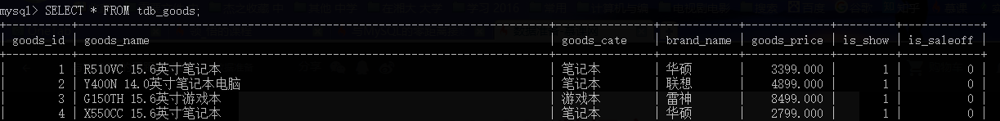 mysql> SELECT * FROM tdb_goods;
| goods_id | goods_name | goods_cate | brand_name | goods_price | is_show | is_saleoff |
| 1 | R510VC 15.6英寸笔记本 | 笔记本 | 华硕 | 3399.000 | 1 | 0 |
| 2 | Y400N 14.0英寸笔记本电脑 | 笔记本 | 联想 | 4899.000 | 1 | 0 |
| 3 | G150TH 15.6英寸游戏本 | 游戏本 | 雷神 | 8499.000 | 1 | 0 |
| 4 | X550CC 15.6英寸笔记本 | 笔记本 | 华硕 | 2799.000 | 1 | 0 |